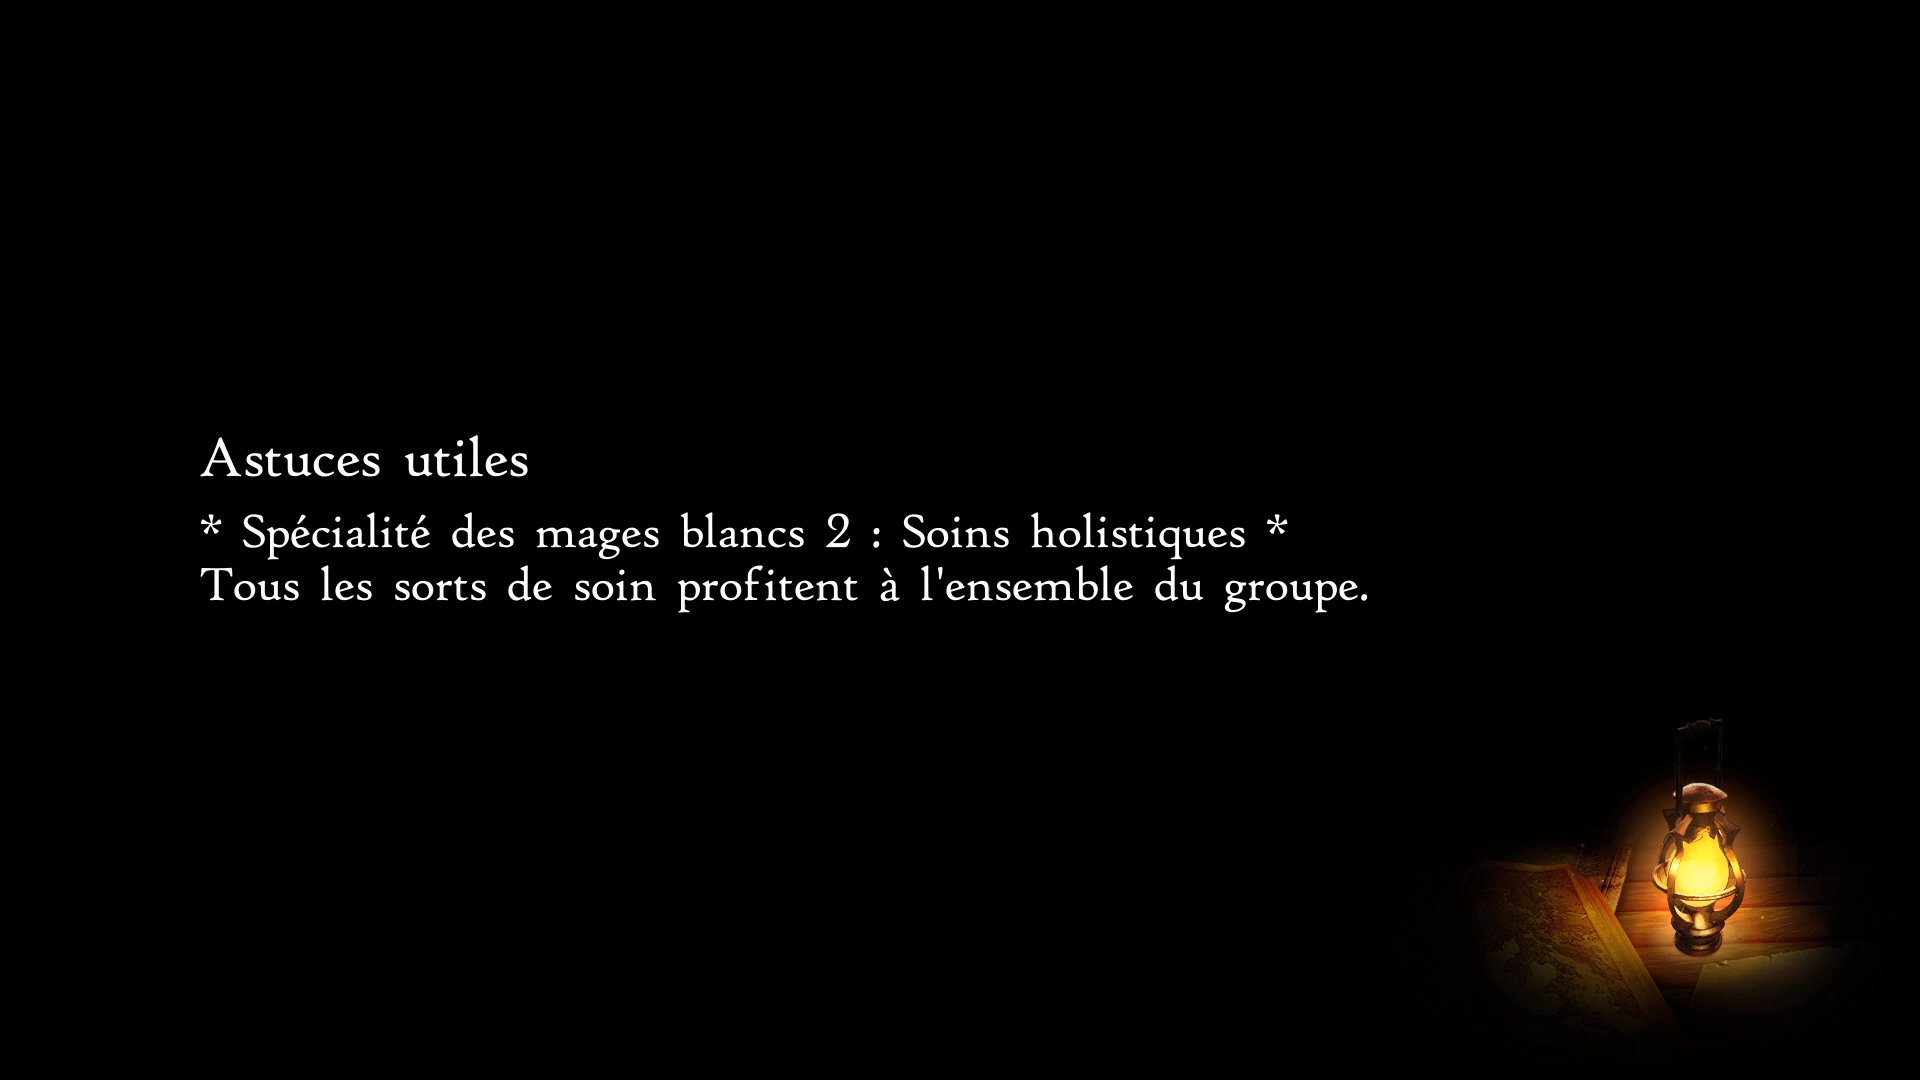 Astuces utiles
* Spécialité des mages blancs 2 : Soins holistiques *
Tous les sorts de soin profitent à l'ensemble du groupe.